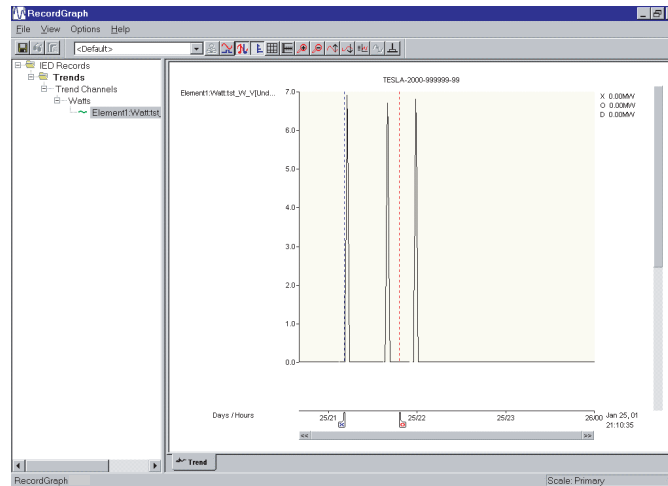 RecordGraph
File View Options Help
<Default>
IED Records
Trends
Trend Channels
Watts
Element1:Watt:tst_
TESLA-2000-999999-99
Element1:Watt:tst_W_V[Und...
X 0.00MW
O 0.00MW
D 0.00MW
7.0
6.0
5.0
4.0
3.0
2.0
1.0
0.0
Days / Hours
25/21 25/22 25/23 26/00
Jan 25, 01
21:10:35
X O
<< >>
Trend
RecordGraph Scale: Primary